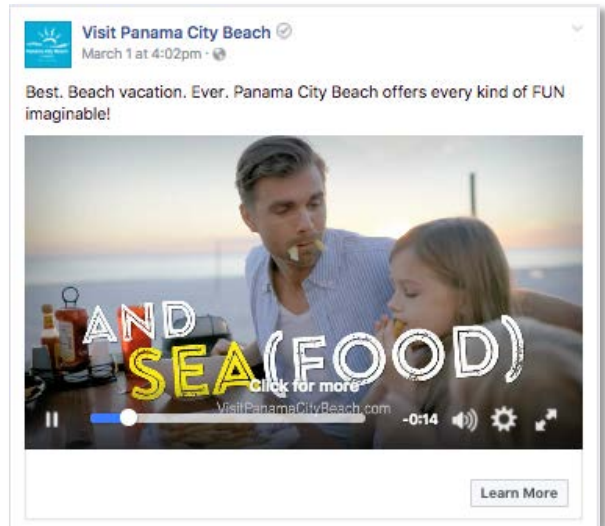 Visit Panama City Beach
March 1 at 4:02pm ·
Best. Beach vacation. Ever. Panama City Beach offers every kind of FUN
imaginable!
AND
SEA(FOOD)
Click for more
VisitPanamaCityBeach.com
-0:14
Learn More